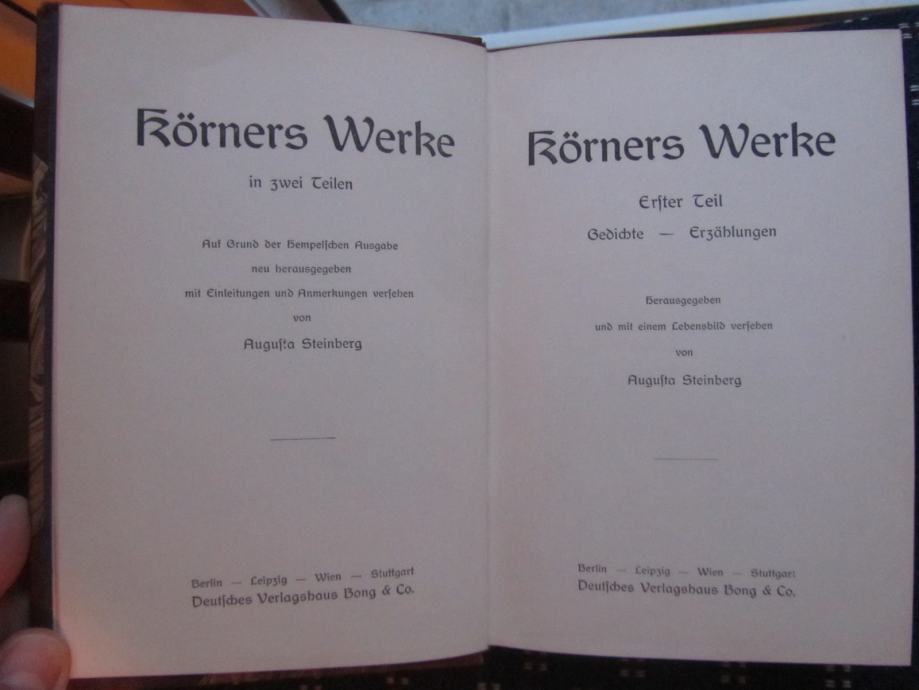 Körners Werke
in zwei Teilen
Auf Grund der Hempelſchen Ausgabe
neu herausgegeben
mit Einleitungen und Anmerkungen verſehen
von
Auguſta Steinberg
Berlin — Leipzig — Wien — Stuttgart
Deutſches Verlagshaus Bong & Co.
Körners Werke
Erſter Teil
Gedichte — Erzählungen
Herausgegeben
und mit einem Lebensbild verſehen
von
Auguſta Steinberg
Berlin — Leipzig — Wien — Stuttgart
Deutſches Verlagshaus Bong & Co.